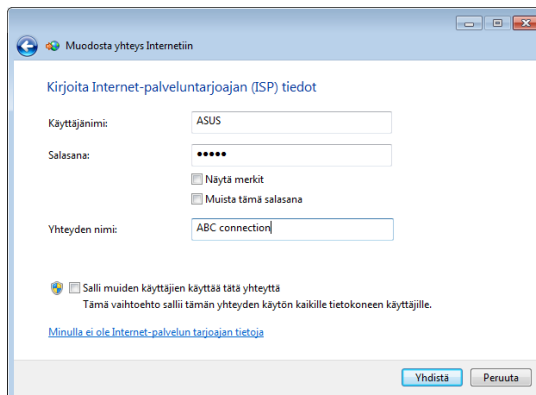 Muodosta yhteys Internetiin
Kirjoita Internet-palveluntarjoajan (ISP) tiedot
Käyttäjänimi: ASUS
Salasana: •••••
Näytä merkit
Muista tämä salasana
Yhteyden nimi: ABC connection
Salli muiden käyttäjien käyttää tätä yhteyttä
Tämä vaihtoehto sallii tämän yhteyden käytön kaikille tietokoneen käyttäjille.
Minulla ei ole Internet-palvelun tarjoajan tietoja
Yhdistä Peruuta